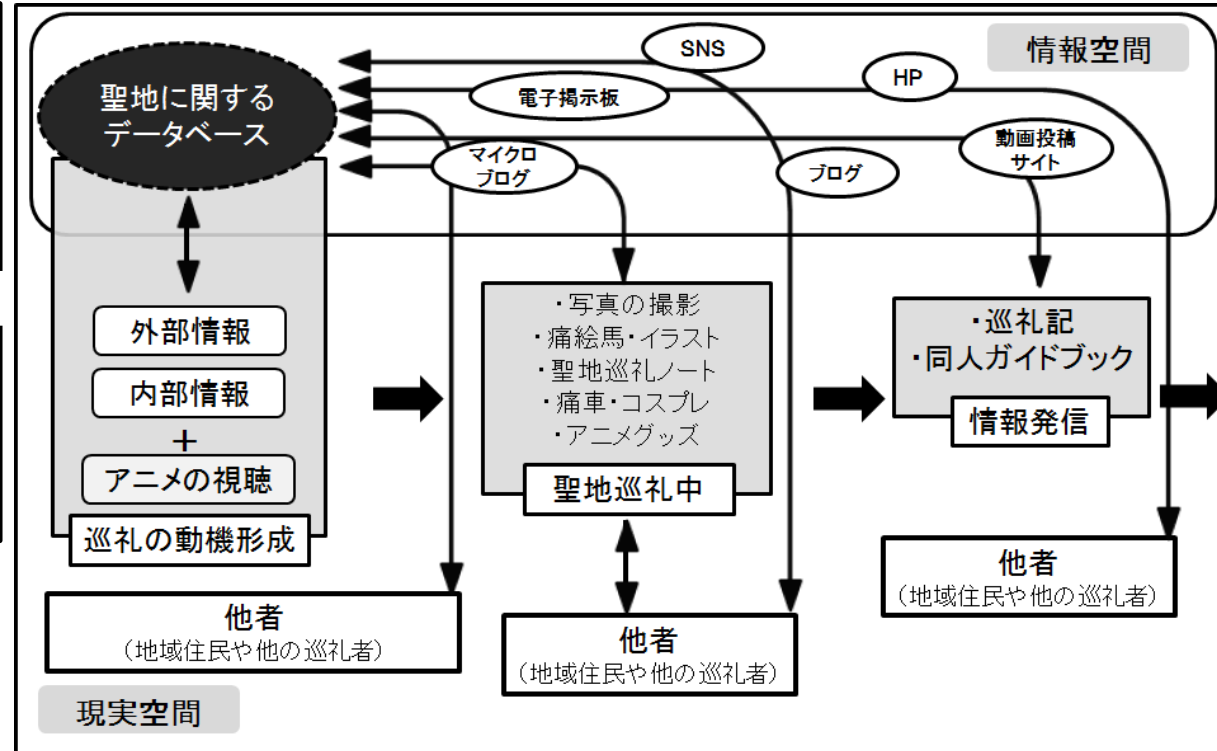 情報空間
SNS
HP
電子掲示板
聖地に関する
データベース
マイクロ
ブログ
ブログ
動画投稿
サイト
外部情報
内部情報
+
アニメの視聴
巡礼の動機形成
・写真の撮影
・痛絵馬・イラスト
・聖地巡礼ノート
・痛車・コスプレ
・アニメグッズ
聖地巡礼中
・巡礼記
・同人ガイドブック
情報発信
他者
（地域住民や他の巡礼者）
他者
（地域住民や他の巡礼者）
他者
（地域住民や他の巡礼者）
現実空間